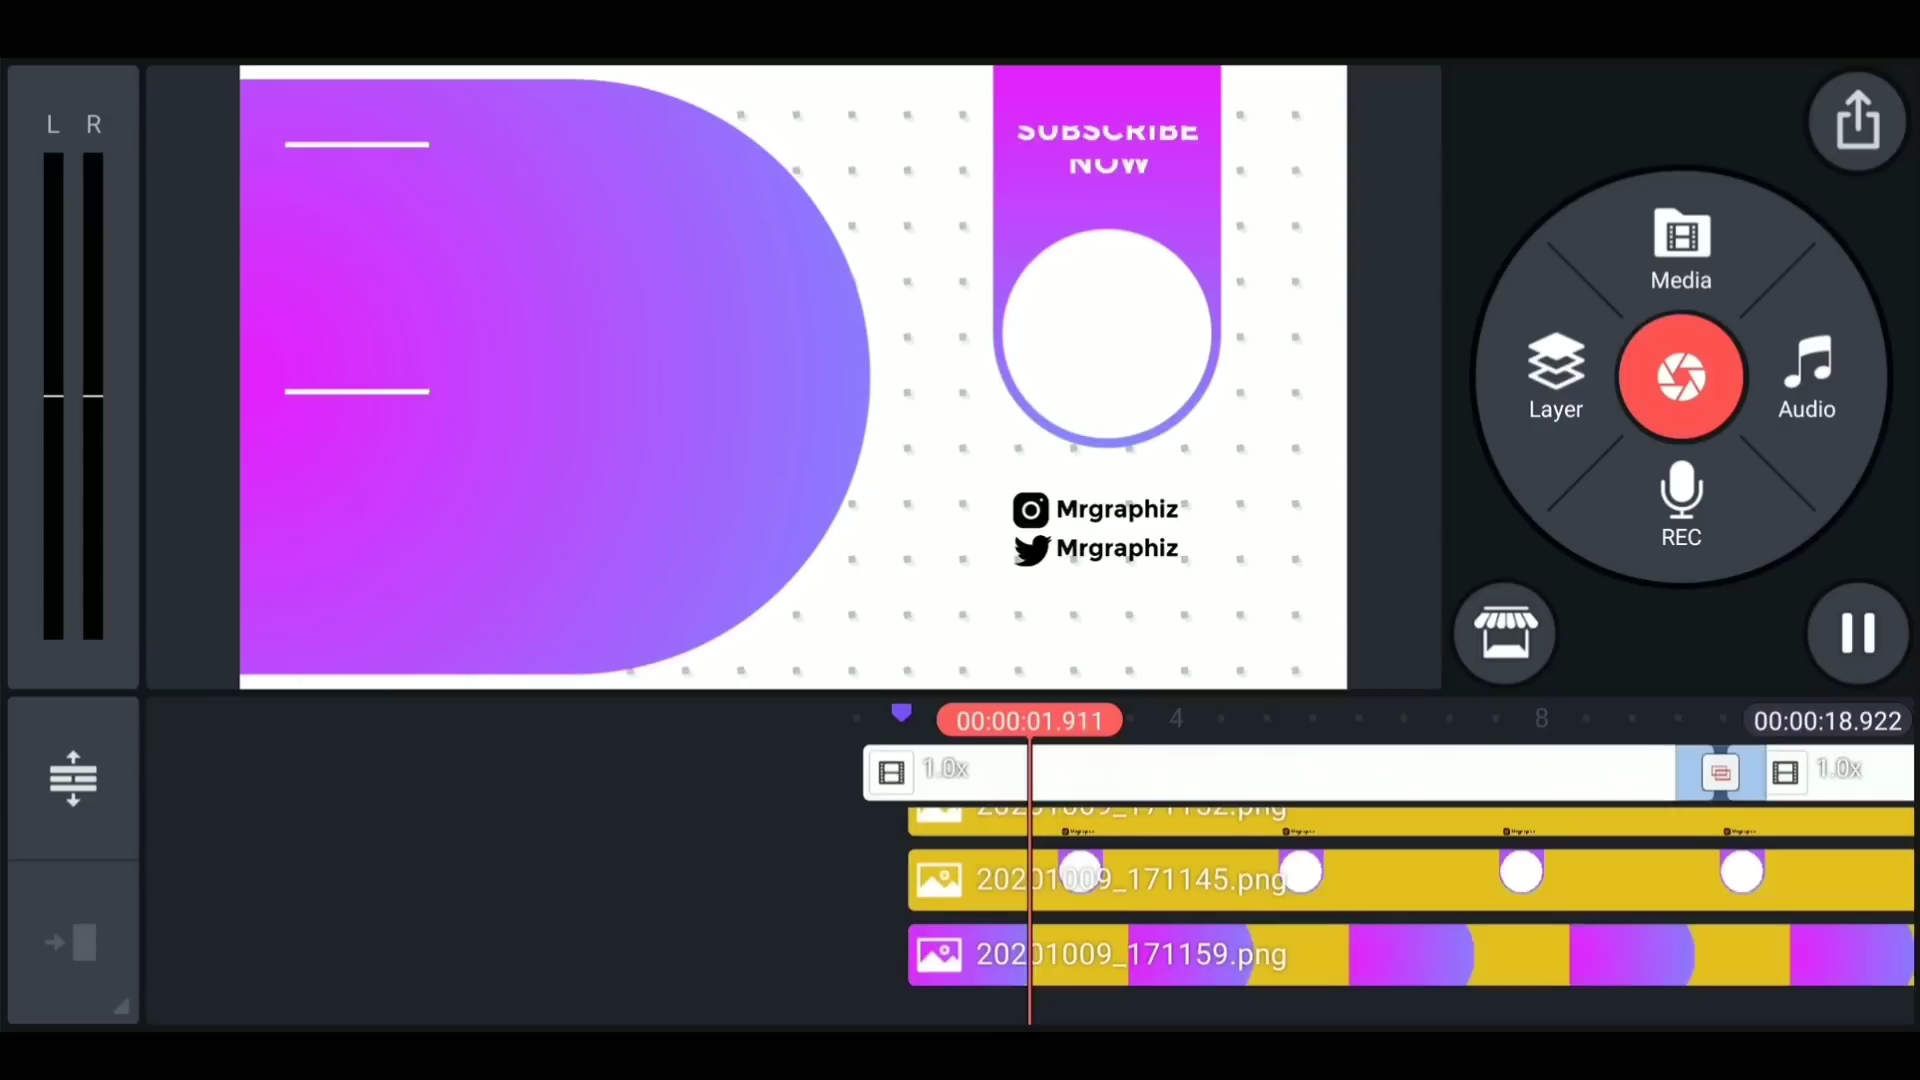 L R
SUBSCRIBE
NOW
Mrgraphiz
Mrgraphiz
Media
Layer
Audio
REC
00:00:01.911
4
8
00:00:18.922
1.0x
1.0x
20201009_171152.png
20201009_171145.png
20201009_171159.png